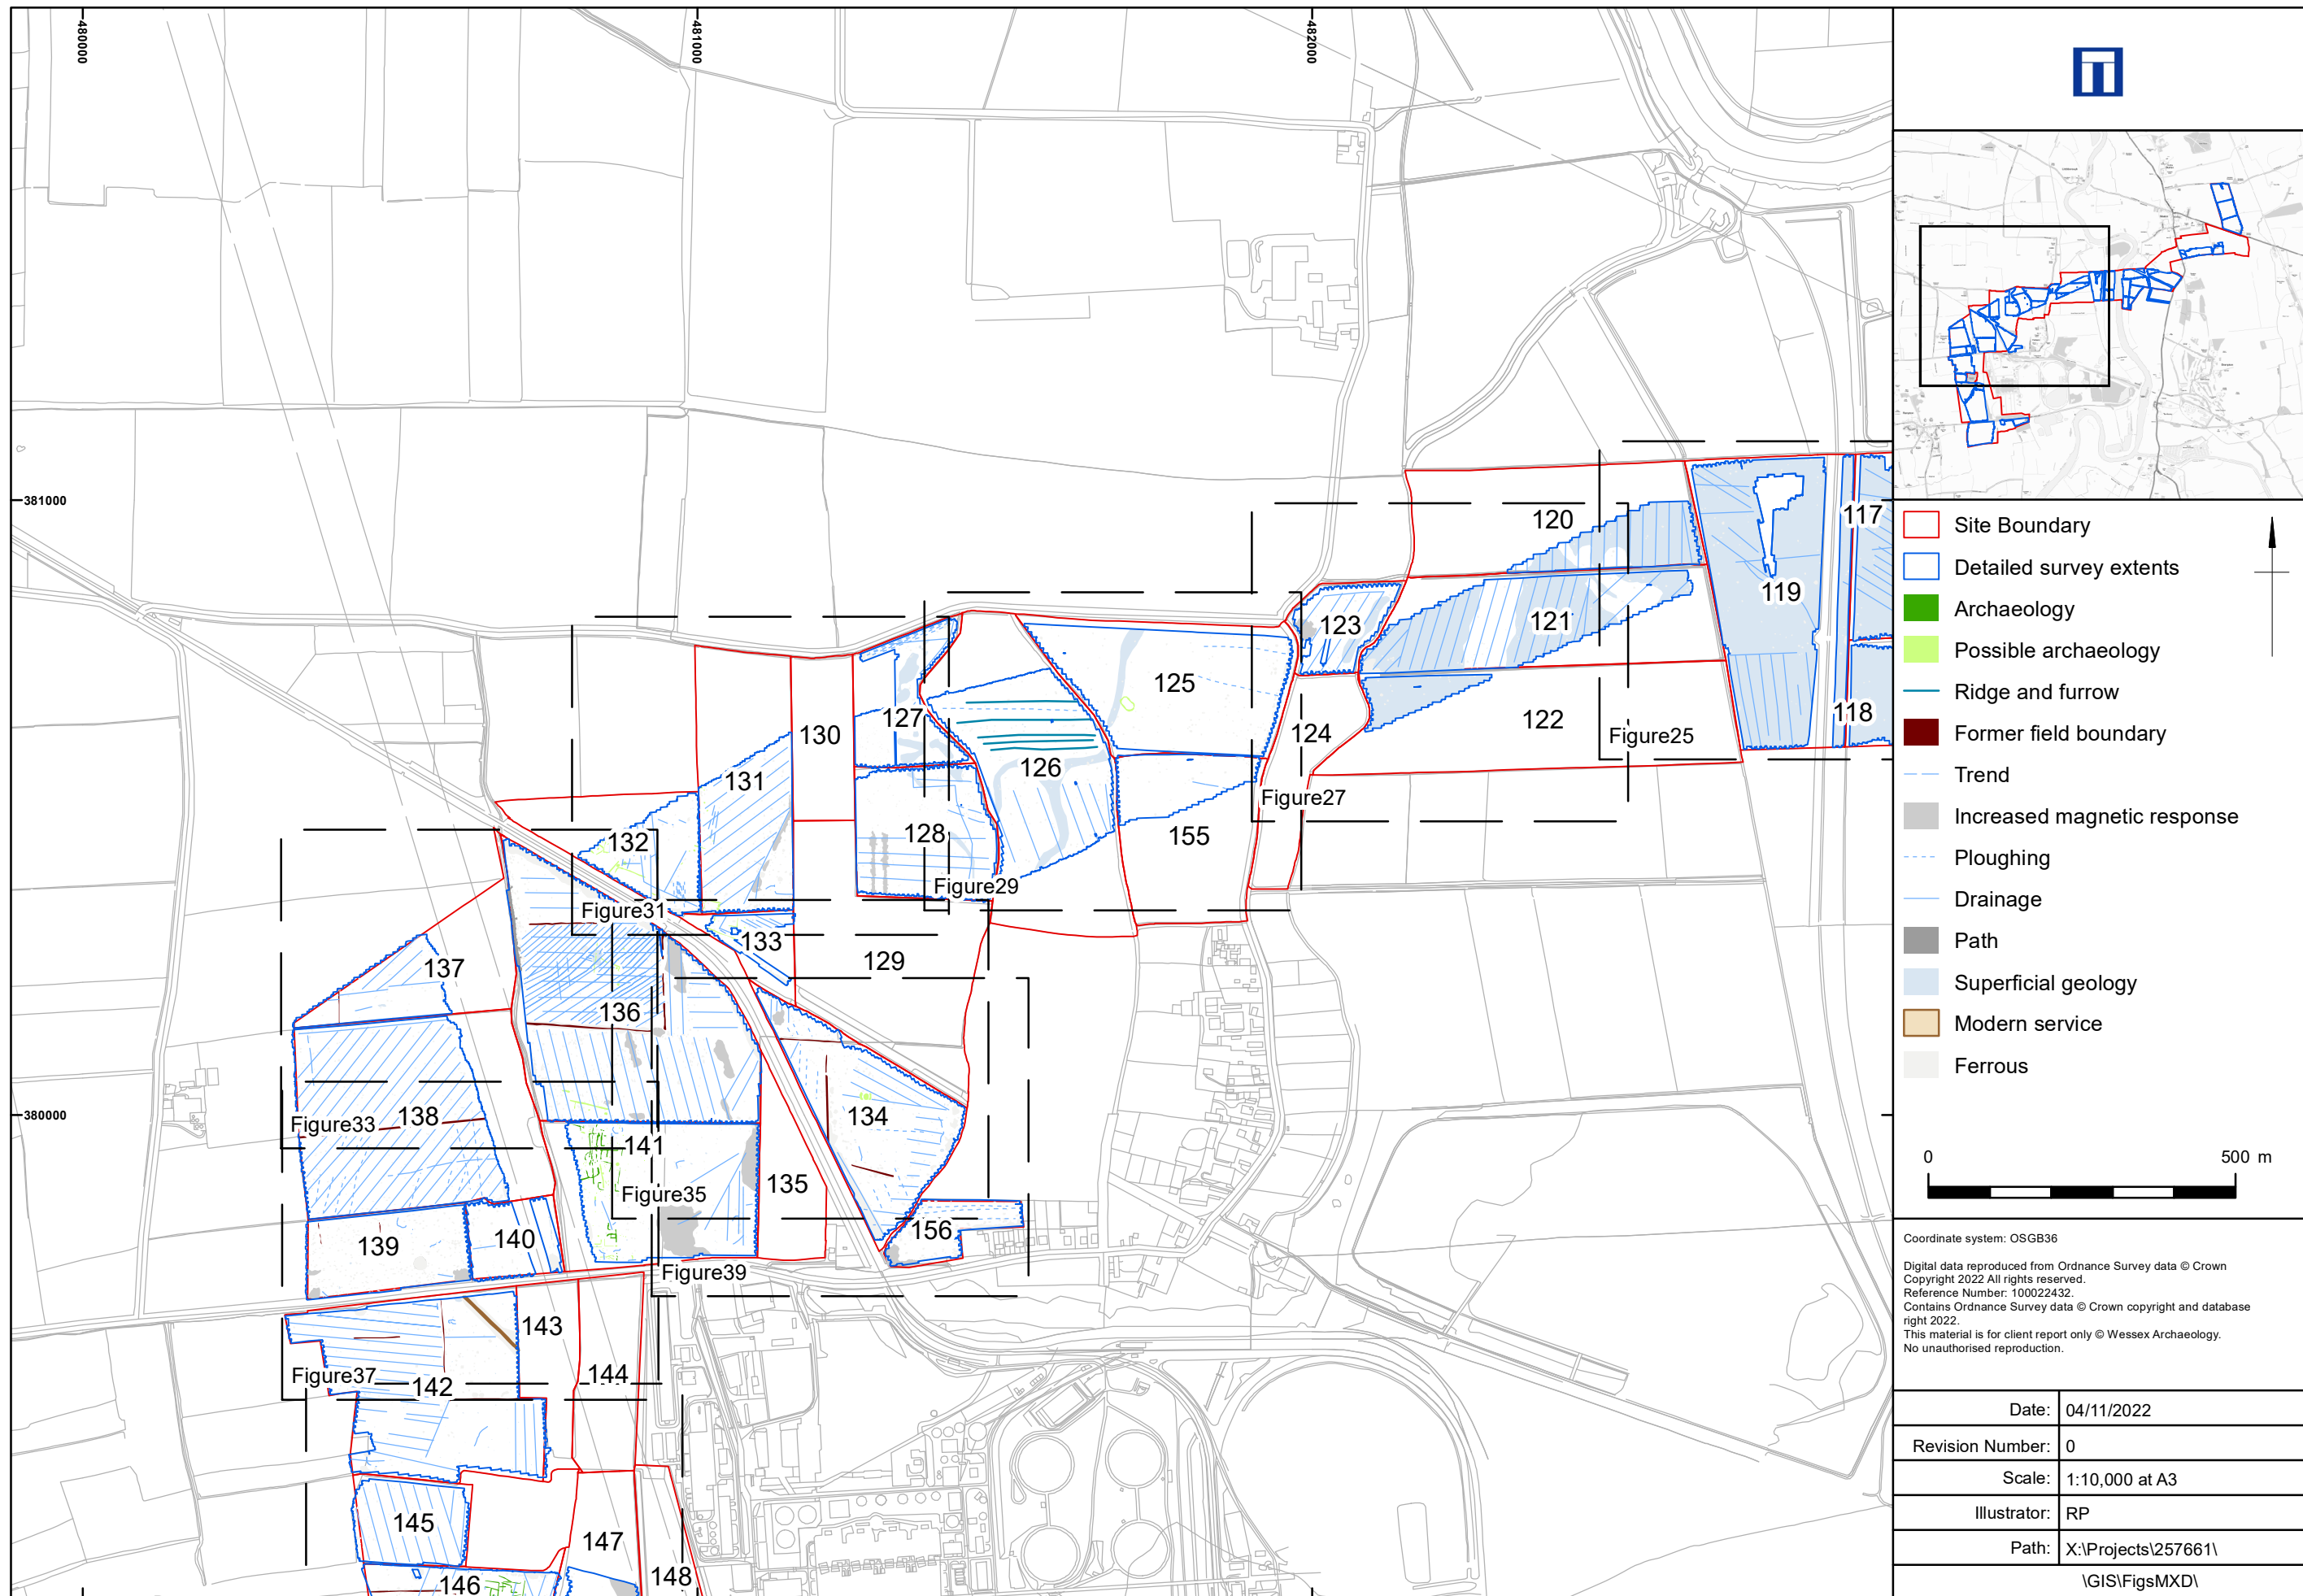 480000
481000
482000
381000
380000
120
117
119
123
121
125
118
127
124
122
130
Figure25
126
131
Figure27
128
155
132
Figure29
Figure31
133
129
137
136
138
134
Figure33
141
135
Figure35
156
139
140
Figure39
143
144
Figure37
142
145
147
148
146
Site Boundary
Detailed survey extents
Archaeology
Possible archaeology
Ridge and furrow
Former field boundary
Trend
Increased magnetic response
Ploughing
Drainage
Path
Superficial geology
Modern service
Ferrous
0 500 m
Coordinate system: OSGB36
Digital data reproduced from Ordnance Survey data © Crown
Copyright 2022 All rights reserved.
Reference Number: 100022432.
Contains Ordnance Survey data © Crown copyright and database
right 2022.
This material is for client report only © Wessex Archaeology.
No unauthorised reproduction.
Date: 04/11/2022
Revision Number: 0
Scale: 1:10,000 at A3
Illustrator: RP
Path: X:\Projects\257661\
\GIS\FigsMXD\